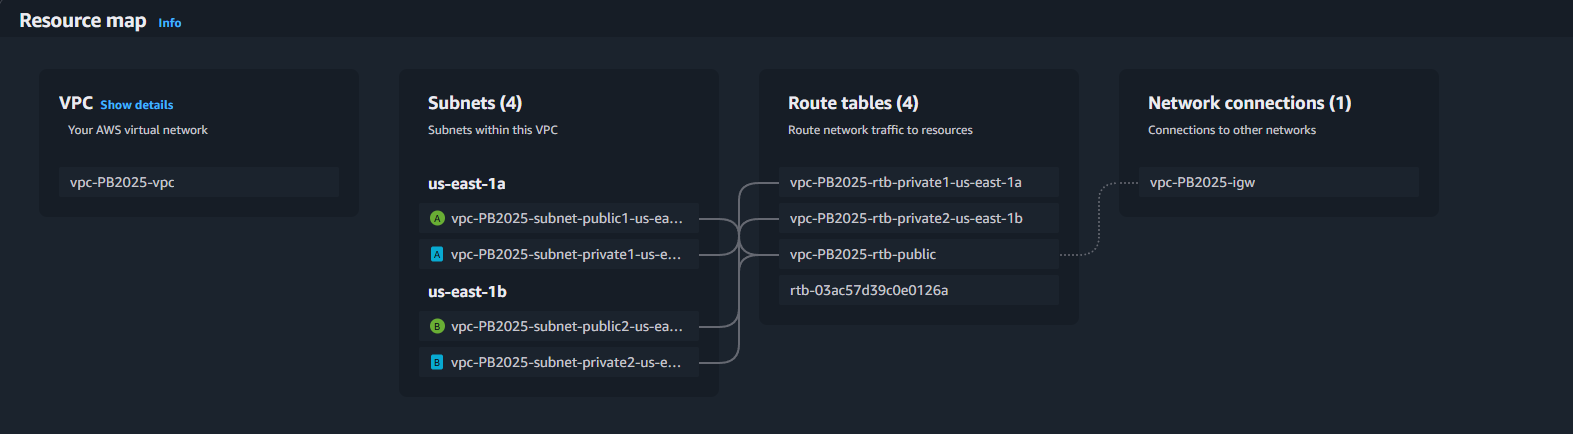 Resource map Info
VPC Show details
Your AWS virtual network
vpc-PB2025-vpc
Subnets (4)
Subnets within this VPC
us-east-1a
A vpc-PB2025-subnet-public1-us-ea...
A vpc-PB2025-subnet-private1-us-e...
us-east-1b
B vpc-PB2025-subnet-public2-us-ea...
B vpc-PB2025-subnet-private2-us-e...
Route tables (4)
Route network traffic to resources
vpc-PB2025-rtb-private1-us-east-1a
vpc-PB2025-rtb-private2-us-east-1b
vpc-PB2025-rtb-public
rtb-03ac57d39c0e0126a
Network connections (1)
Connections to other networks
vpc-PB2025-igw